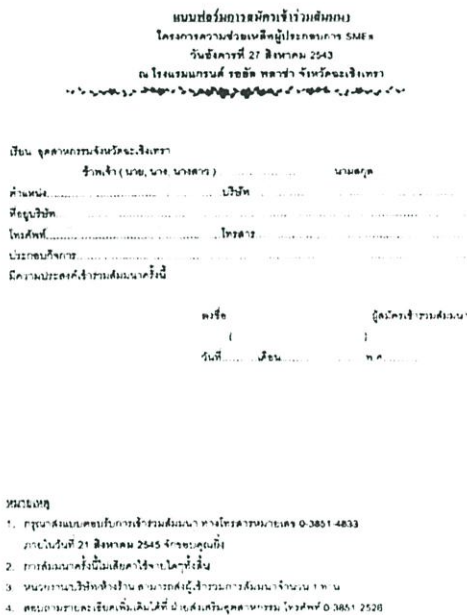 แบบฟอร์มการสมัครเข้าร่วมสัมมนา
โครงการความช่วยเหลือผู้ประกอบการ SMEs
วันอังคารที่ 27 สิงหาคม 2543
ณ โรงแรมแกรนด์ รอยัล พลาซ่า จังหวัดฉะเชิงเทรา
เรียน อุตสาหกรรมจังหวัดฉะเชิงเทรา
ข้าพเจ้า ( นาย, นาง, นางสาว ) .................... นามสกุล
ตำแหน่ง.................... บริษัท ....................
ที่อยู่บริษัท....................
โทรศัพท์.................... โทรสาร....................
ประกอบกิจการ....................
มีความประสงค์เข้าร่วมสัมมนาครั้งนี้
ลงชื่อ ผู้สมัครเข้าร่วมสัมมนา
( )
วันที่........เดือน............พ.ศ.........
หมายเหตุ
1. กรุณาส่งแบบตอบรับการเข้าร่วมสัมมนา ทางโทรสารหมายเลข 0-3851-4833
ภายในวันที่ 21 สิงหาคม 2545 จักขอบคุณยิ่ง
2. การสัมมนาครั้งนี้ไม่เสียค่าใช้จ่ายใดๆทั้งสิ้น
3. หน่วยงาน/บริษัท/ห้างร้าน สามารถส่งผู้เข้าร่วมการสัมมนาจำนวน 1 ท่าน
4. สอบถามรายละเอียดเพิ่มเติมได้ที่ ฝ่ายส่งเสริมอุตสาหกรรม โทรศัพท์ 0-3851-2528